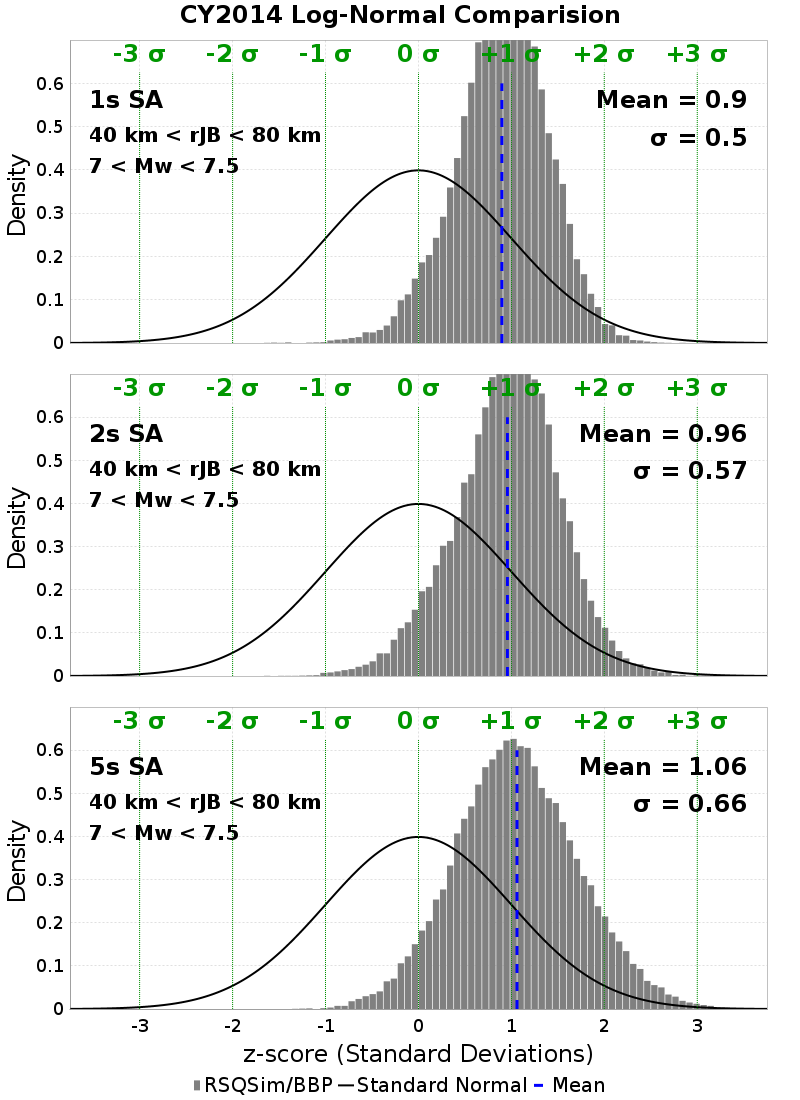 CY2014 Log-Normal Comparision
-3 σ -2 σ -1 σ 0 σ +1 σ +2 σ +3 σ
1s SA
Mean = 0.9
40 km < rJB < 80 km
σ = 0.5
7 < Mw < 7.5
Density
0.6
0.5
0.4
0.3
0.2
0.1
0
-3 σ -2 σ -1 σ 0 σ +1 σ +2 σ +3 σ
2s SA
Mean = 0.96
40 km < rJB < 80 km
σ = 0.57
7 < Mw < 7.5
Density
0.6
0.5
0.4
0.3
0.2
0.1
0
-3 σ -2 σ -1 σ 0 σ +1 σ +2 σ +3 σ
5s SA
Mean = 1.06
40 km < rJB < 80 km
σ = 0.66
7 < Mw < 7.5
Density
0.6
0.5
0.4
0.3
0.2
0.1
0
-3 -2 -1 0 1 2 3
z-score (Standard Deviations)
RSQSim/BBP Standard Normal Mean